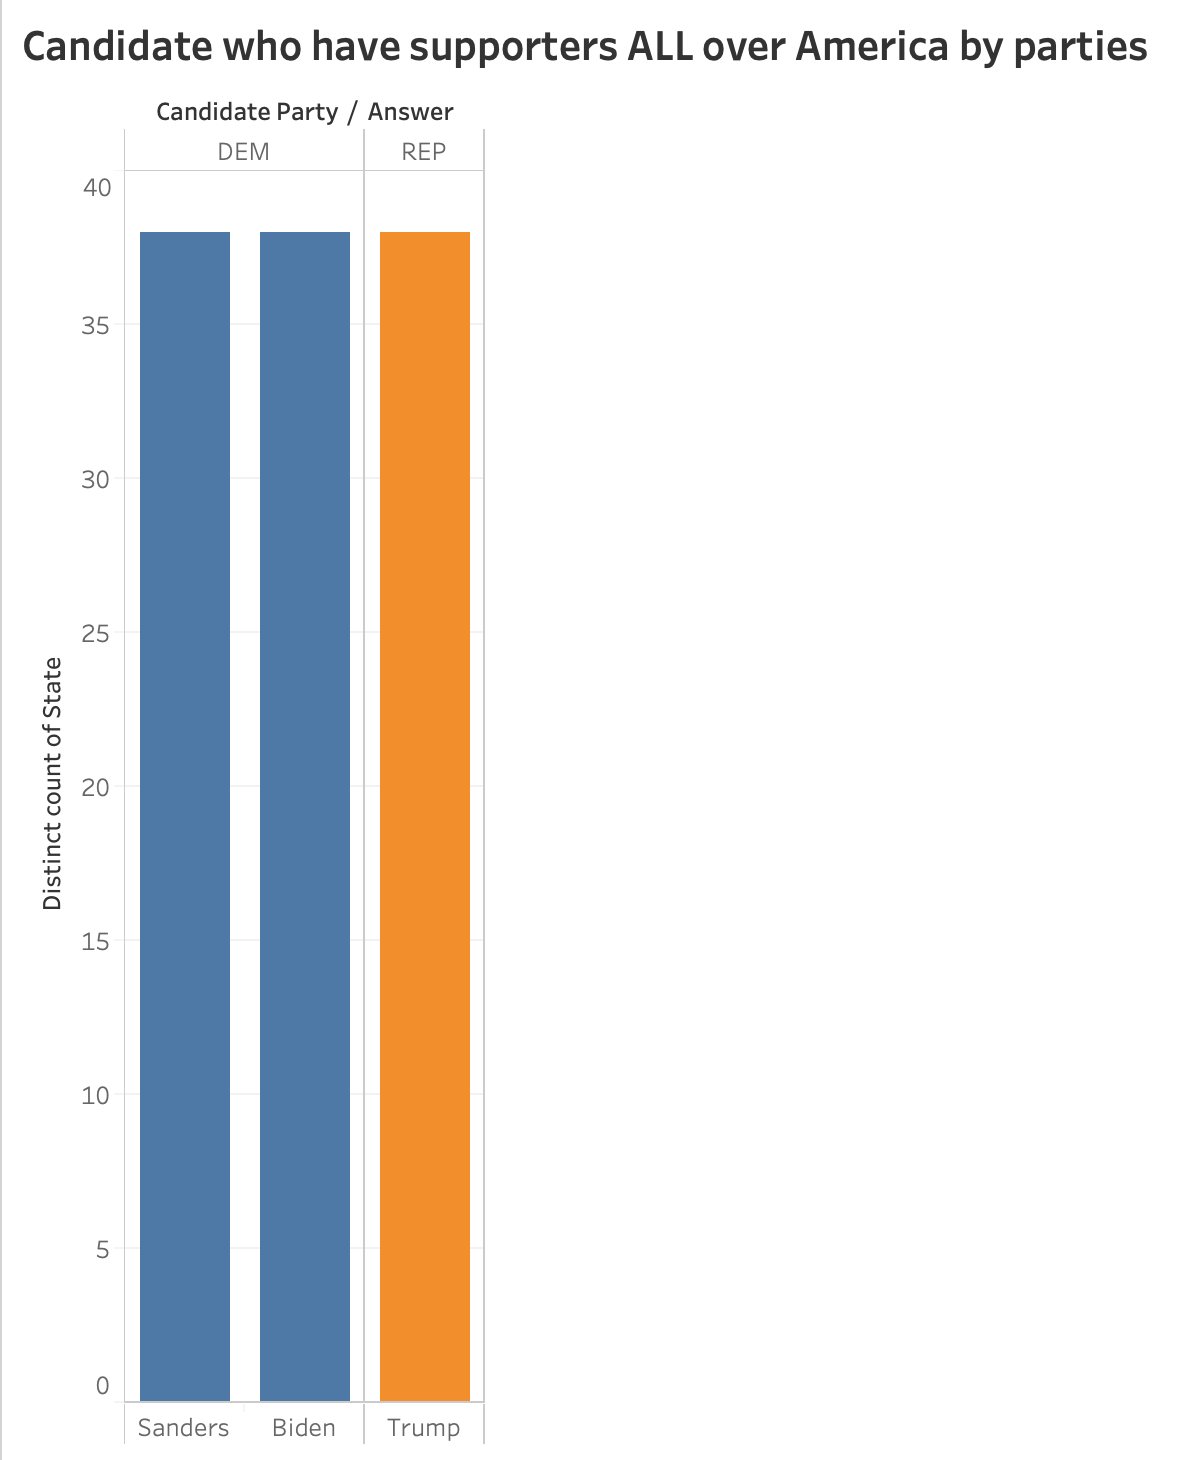 Candidate who have supporters ALL over America by parties
Candidate Party / Answer
DEM REP
40
35
30
25
20
15
10
5
0
Distinct count of State
Sanders Biden Trump